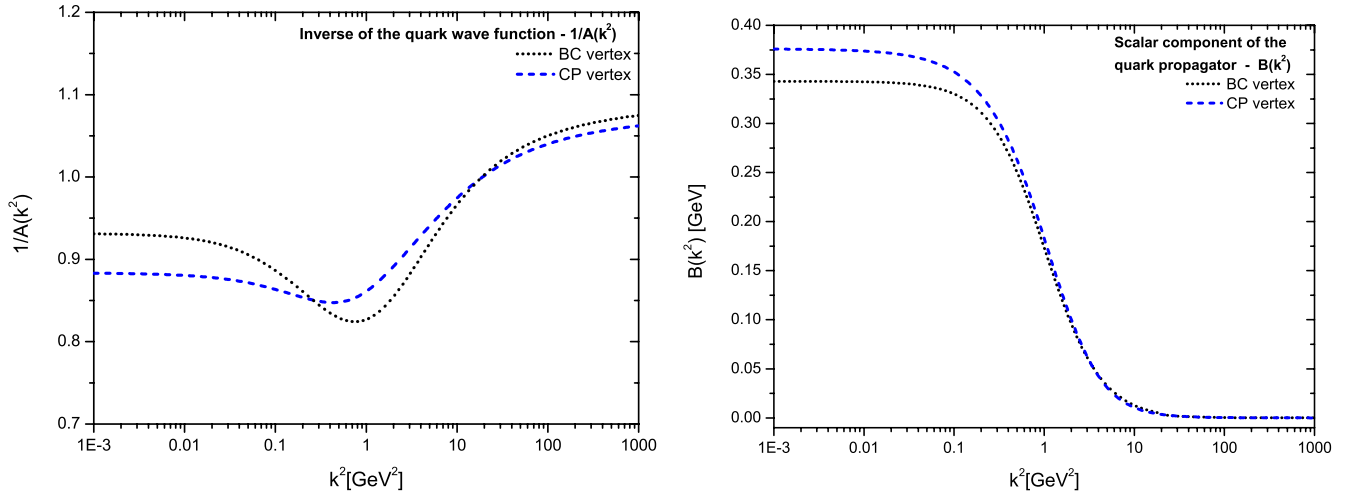 1.2
1.1
1.0
0.9
0.8
0.7
1/A(k²)
Inverse of the quark wave function - 1/A(k²)
BC vertex
CP vertex
1E-3 0.01 0.1 1 10 100 1000
k²[GeV²]
0.40
0.35
0.30
0.25
0.20
0.15
0.10
0.05
0.00
B(k²) [GeV]
Scalar component of the
quark propagator - B(k²)
BC vertex
CP vertex
1E-3 0.01 0.1 1 10 100 1000
k²[GeV²]